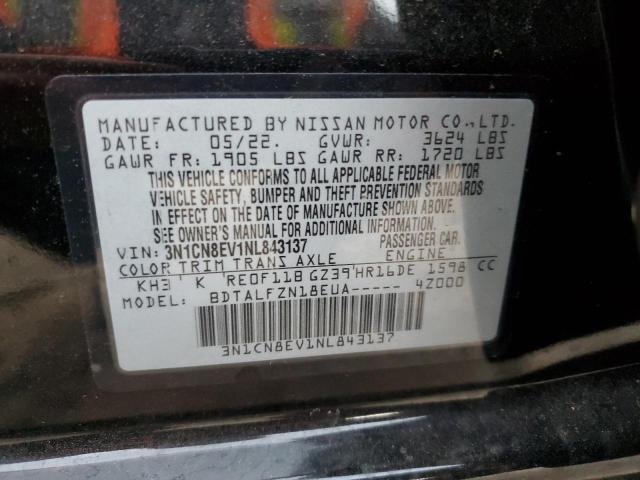 MANUFACTURED BY NISSAN MOTOR CO.,LTD.
DATE: 05/22. GVWR: 3624 LBS
GAWR FR: 1905 LBS GAWR RR: 1720 LBS
THIS VEHICLE CONFORMS TO ALL APPLICABLE FEDERAL MOTOR
VEHICLE SAFETY, BUMPER AND THEFT PREVENTION STANDARDS
IN EFFECT ON THE DATE OF MANUFACTURE SHOWN ABOVE.
SEE OWNER'S MANUAL FOR ADDITIONAL INFORMATION.
VIN: 3N1CN8EV1NL843137 PASSENGER CAR.
COLOR TRIM TRANS AXLE ENGINE
KH3 K RE0F11B GZ39 HR16DE 1598 CC
MODEL: BDTALFZN18EUA----- 4Z000
3N1CN8EV1NL843137